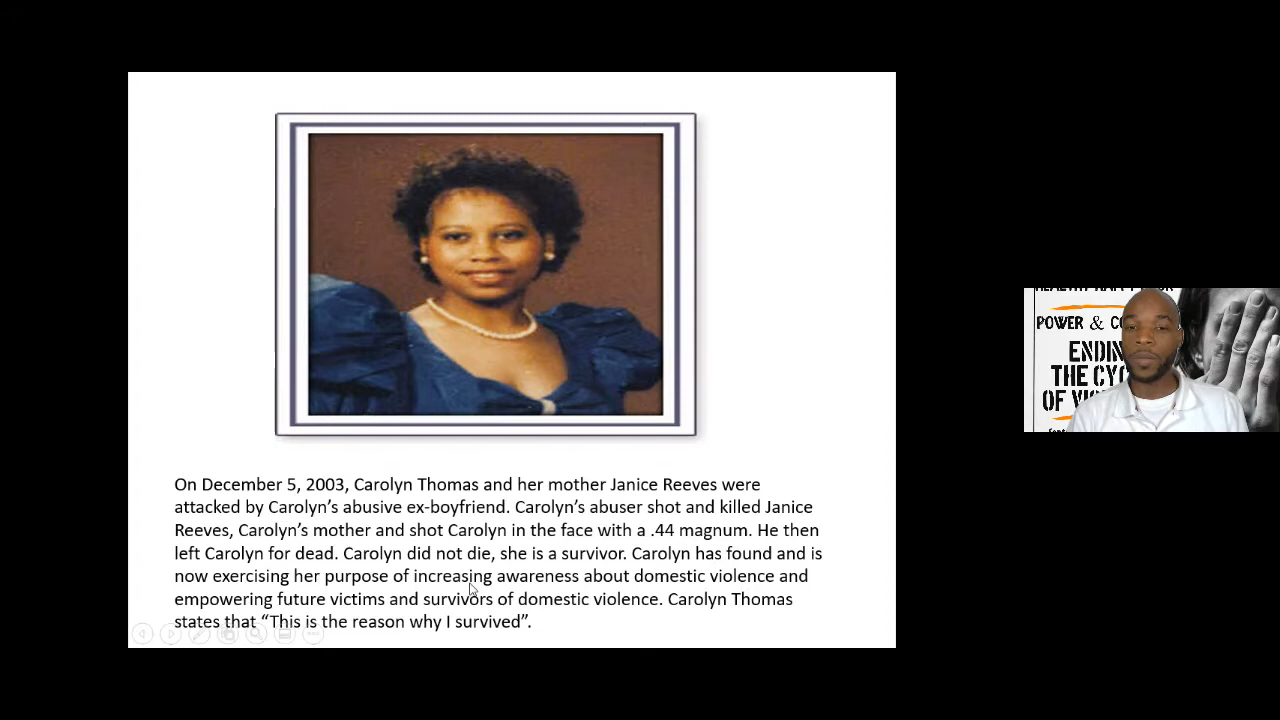 On December 5, 2003, Carolyn Thomas and her mother Janice Reeves were
attacked by Carolyn’s abusive ex-boyfriend. Carolyn’s abuser shot and killed Janice
Reeves, Carolyn’s mother and shot Carolyn in the face with a .44 magnum. He then
left Carolyn for dead. Carolyn did not die, she is a survivor. Carolyn has found and is
now exercising her purpose of increasing awareness about domestic violence and
empowering future victims and survivors of domestic violence. Carolyn Thomas
states that “This is the reason why I survived”.
POWER & CO
ENDIN
THE CYC
OF VI